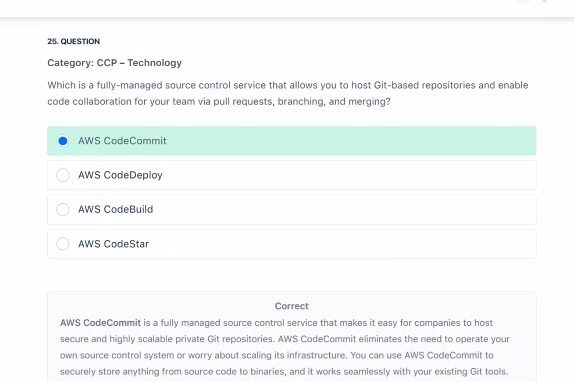 25. QUESTION
Category: CCP – Technology
Which is a fully-managed source control service that allows you to host Git-based repositories and enable
code collaboration for your team via pull requests, branching, and merging?
AWS CodeCommit
AWS CodeDeploy
AWS CodeBuild
AWS CodeStar
Correct
AWS CodeCommit is a fully managed source control service that makes it easy for companies to host
secure and highly scalable private Git repositories. AWS CodeCommit eliminates the need to operate your
own source control system or worry about scaling its infrastructure. You can use AWS CodeCommit to
securely store anything from source code to binaries, and it works seamlessly with your existing Git tools.